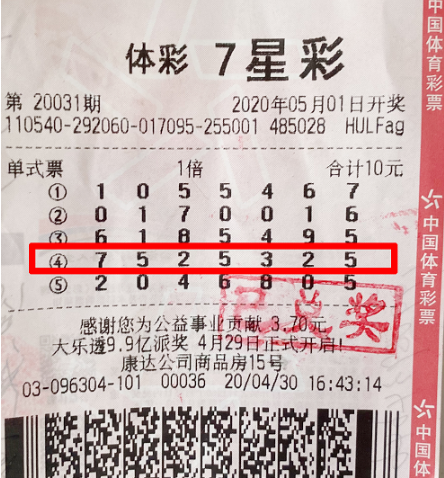 体彩 7星彩
第 20031期 2020年05月01日开奖
110540-292060-017095-255001 485028 HULFag
单式票 1倍 合计10元
① 1 0 5 5 4 6 7
② 0 1 7 0 0 1 6
③ 6 1 8 5 4 9 5
④ 7 5 2 5 3 2 5
⑤ 2 0 4 6 8 0 5
已兑奖
感谢您为公益事业贡献 3.70元
大乐透9.9亿派奖 4月29日正式开启!
康达公司商品房15号
03-096304-101 00036 20/04/30 16:43:14
中国体育彩票
中国体育彩票
中国体